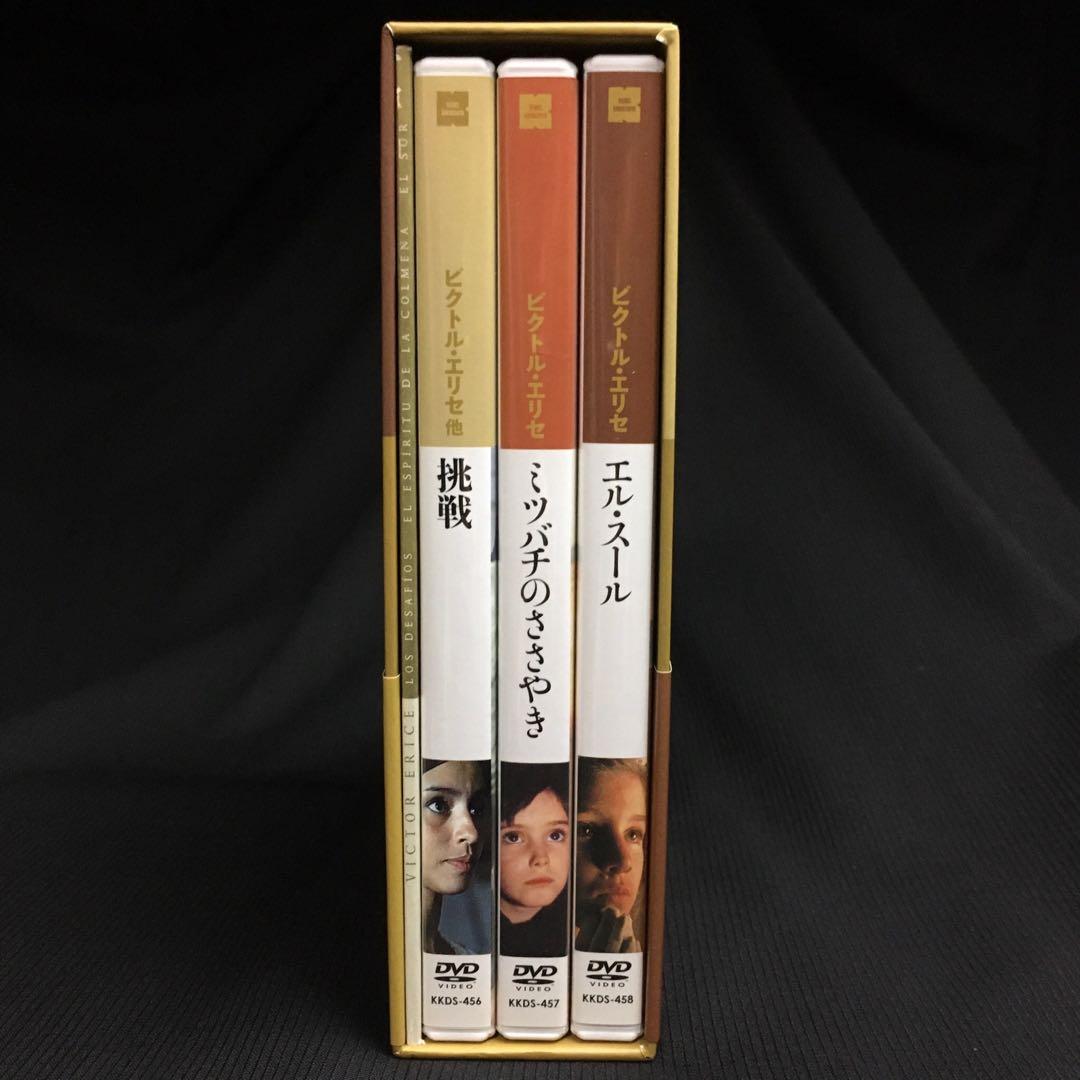 VICTOR ERICE LOS DESAFÍOS EL ESPÍRITU DE LA COLMENA EL SUR
ビクトル・エリセ 他
挑戦
DVD
VIDEO
KKDS-456
ビクトル・エリセ
ミツバチのささやき
DVD
VIDEO
KKDS-457
ビクトル・エリセ
エル・スール
DVD
VIDEO
KKDS-458